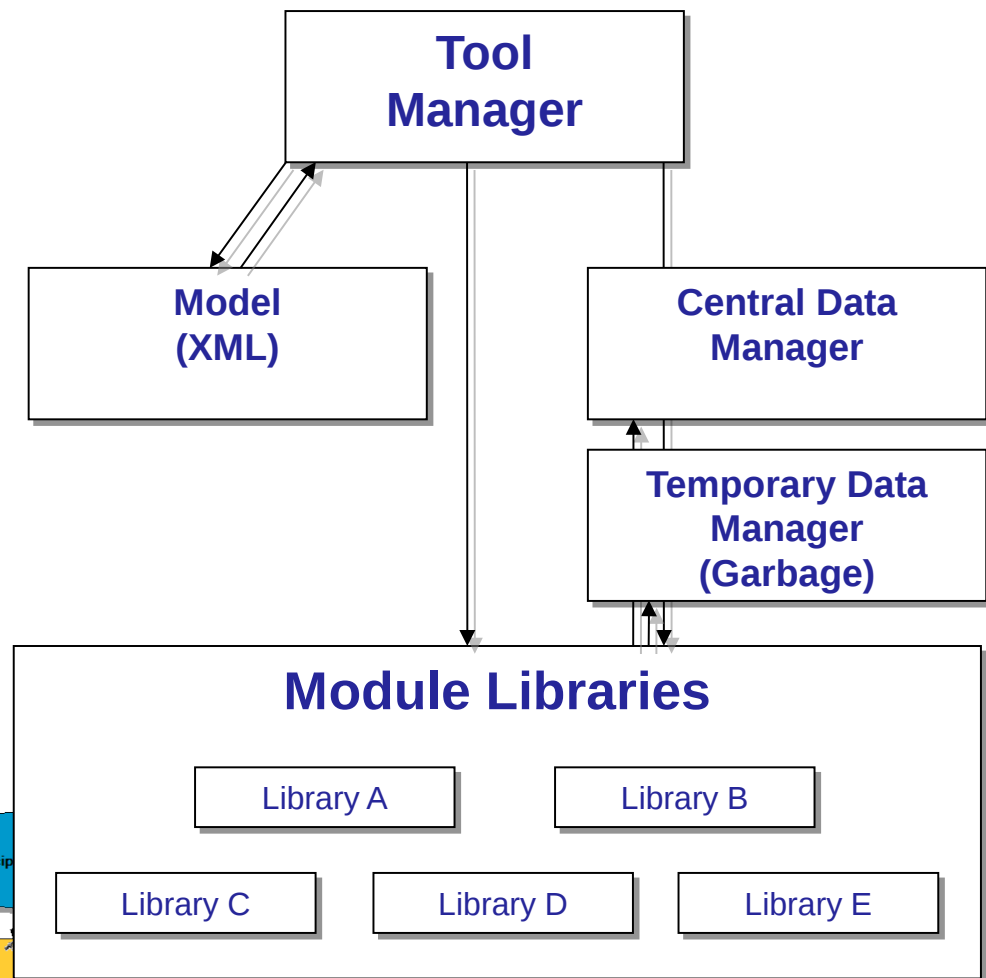 Tool
Manager
Model
(XML)
Central Data
Manager
Temporary Data
Manager
(Garbage)
Module Libraries
Library A
Library B
Library C
Library D
Library E